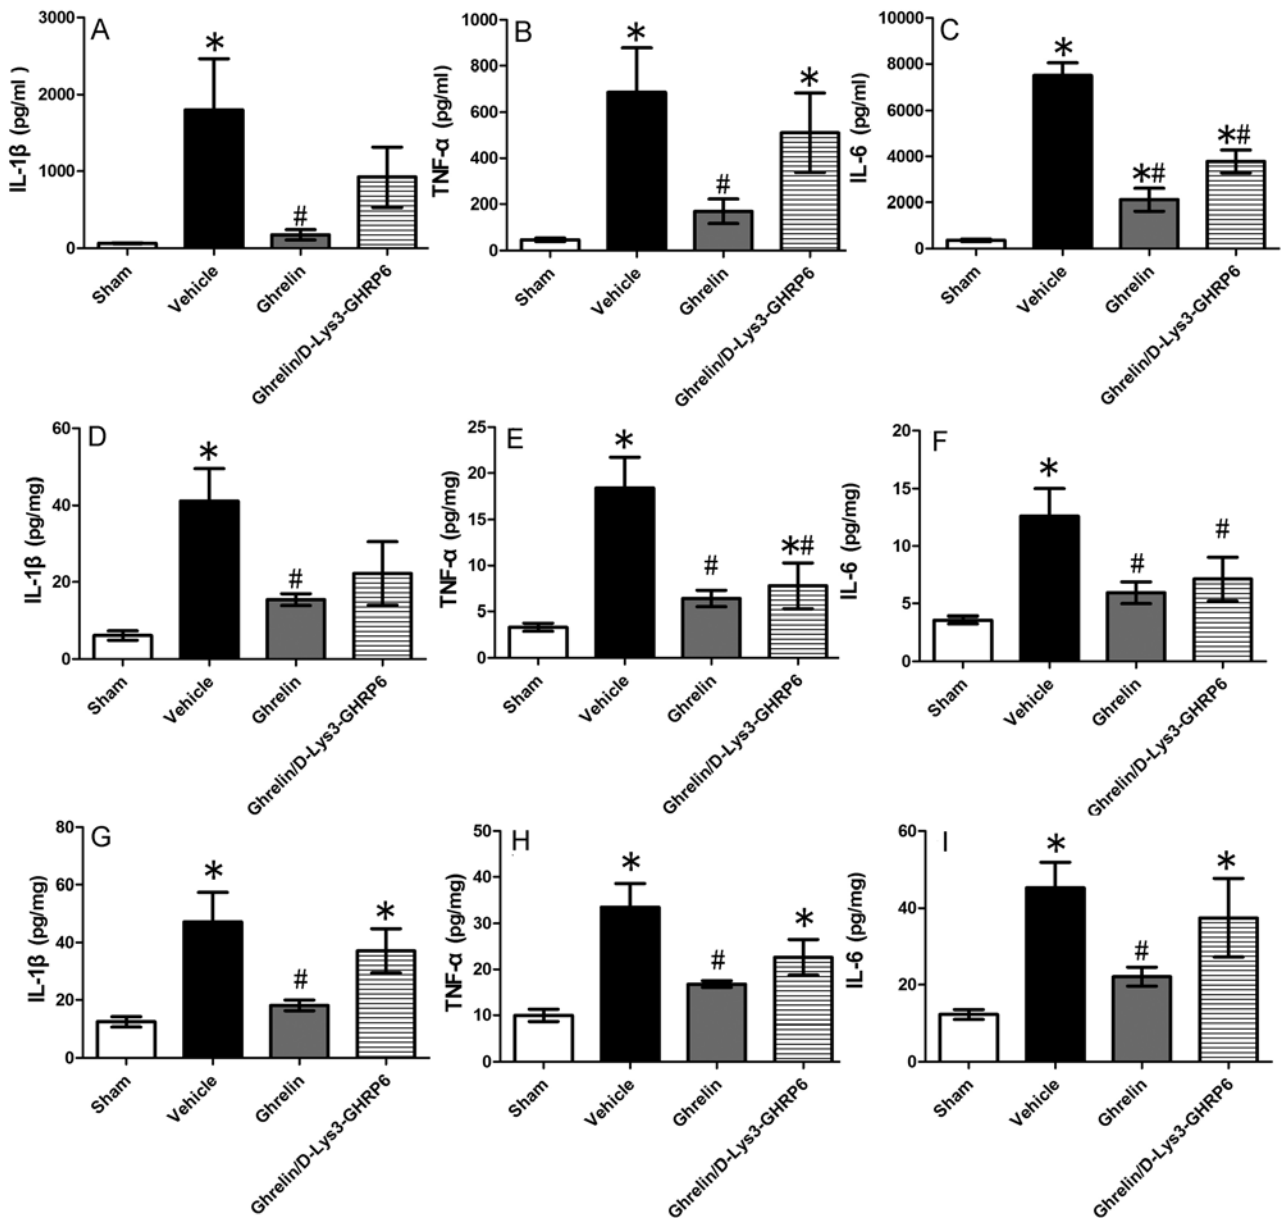 A
IL-1β (pg/ml )
3000
2000
1000
0
*
#
Sham
Vehicle
Ghrelin
Ghrelin/D-Lys3-GHRP6
B
TNF-α (pg/ml)
1000
800
600
400
200
0
*
#
*
Sham
Vehicle
Ghrelin
Ghrelin/D-Lys3-GHRP6
C
IL-6 (pg/ml)
10000
8000
6000
4000
2000
0
*
*#
*#
Sham
Vehicle
Ghrelin
Ghrelin/D-Lys3-GHRP6
D
IL-1β (pg/mg)
60
40
20
0
*
#
Sham
Vehicle
Ghrelin
Ghrelin/D-Lys3-GHRP6
E
TNF-α (pg/mg)
25
20
15
10
5
0
*
#
*#
Sham
Vehicle
Ghrelin
Ghrelin/D-Lys3-GHRP6
F
IL-6 (pg/mg)
20
15
10
5
0
*
#
#
Sham
Vehicle
Ghrelin
Ghrelin/D-Lys3-GHRP6
G
IL-1β (pg/mg)
80
60
40
20
0
*
#
*
Sham
Vehicle
Ghrelin
Ghrelin/D-Lys3-GHRP6
H
TNF-α (pg/mg)
50
40
30
20
10
0
*
#
*
Sham
Vehicle
Ghrelin
Ghrelin/D-Lys3-GHRP6
I
IL-6 (pg/mg)
60
40
20
0
*
#
*
Sham
Vehicle
Ghrelin
Ghrelin/D-Lys3-GHRP6